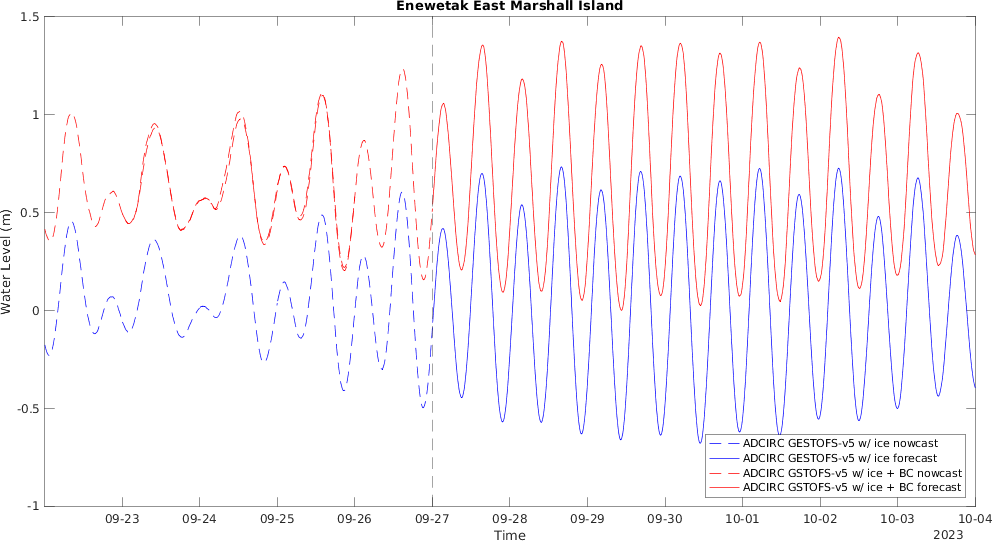 Enewetak East Marshall Island
1.5
1
0.5
0
-0.5
-1
Water Level (m)
ADCIRC GESTOFS-v5 w/ ice nowcast
ADCIRC GESTOFS-v5 w/ ice forecast
ADCIRC GSTOFS-v5 w/ ice + BC nowcast
ADCIRC GSTOFS-v5 w/ ice + BC forecast
09-23 09-24 09-25 09-26 09-27 09-28 09-29 09-30 10-01 10-02 10-03 10-04
Time
2023